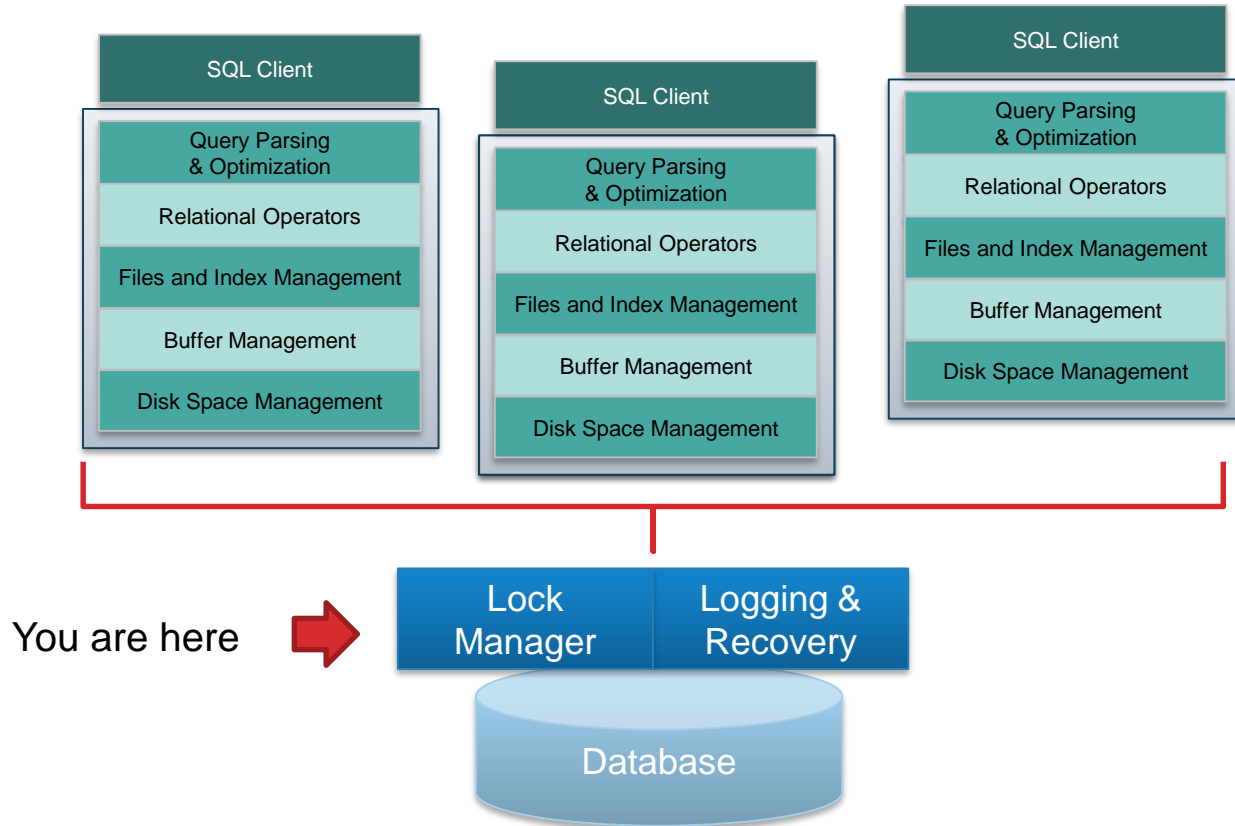 SQL Client
Query Parsing
& Optimization
Relational Operators
Files and Index Management
Buffer Management
Disk Space Management
SQL Client
Query Parsing
& Optimization
Relational Operators
Files and Index Management
Buffer Management
Disk Space Management
SQL Client
Query Parsing
& Optimization
Relational Operators
Files and Index Management
Buffer Management
Disk Space Management
You are here
Lock
Manager
Logging &
Recovery
Database